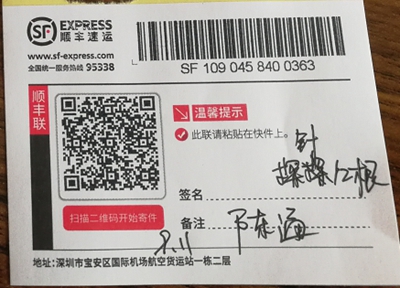 SF EXPRESS
顺丰速运
www.sf-express.com
全国统一服务热线 95338
SF 109 045 840 0363
顺丰联
温馨提示
此联请粘贴在快件上。
针
探探12根
签名
扫描二维码开始寄件
备注
8.11
地址:深圳市宝安区国际机场航空货运站一栋二层